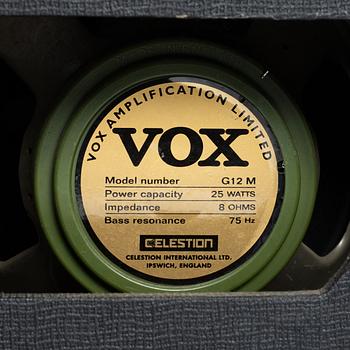 VOX AMPLIFICATION LIMITED
VOX
Model number G12 M
Power capacity 25 WATTS
Impedance 8 OHMS
Bass resonance 75 Hz
CELESTION
CELESTION INTERNATIONAL LTD.
IPSWICH, ENGLAND